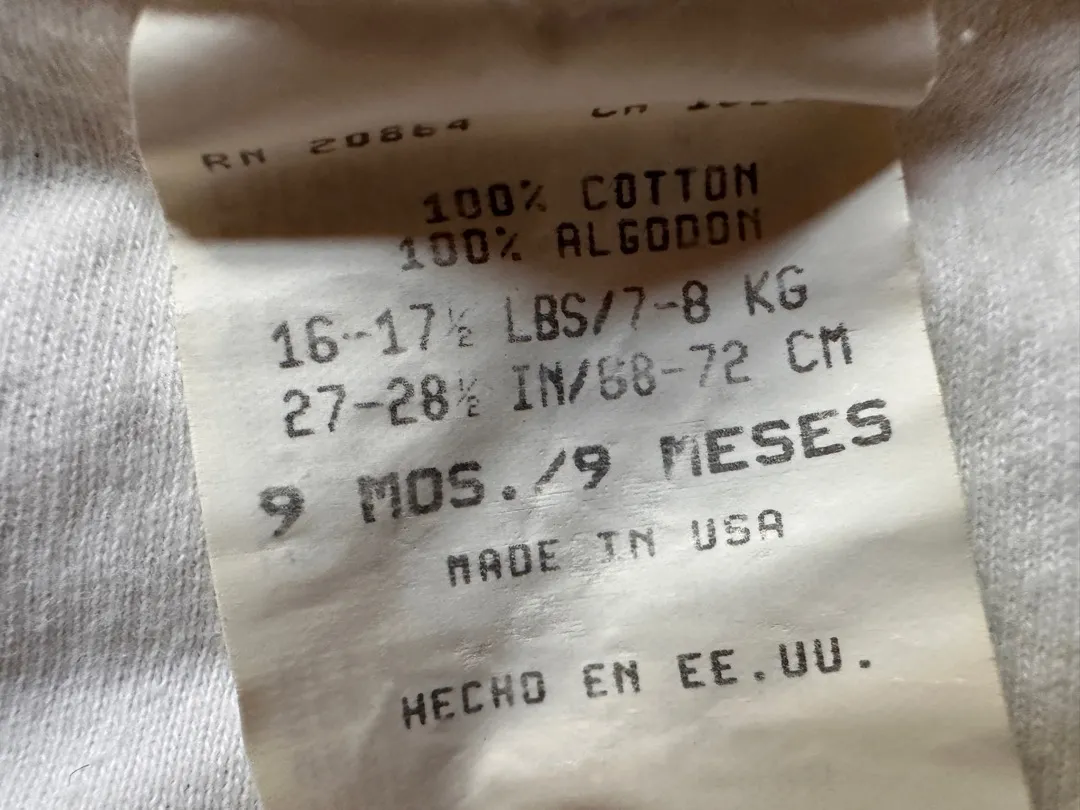 RN 20864 CA
100% COTTON
100% ALGODON
16-17½ LBS/7-8 KG
27-28½ IN/68-72 CM
9 MOS./9 MESES
MADE IN USA
HECHO EN EE.UU.